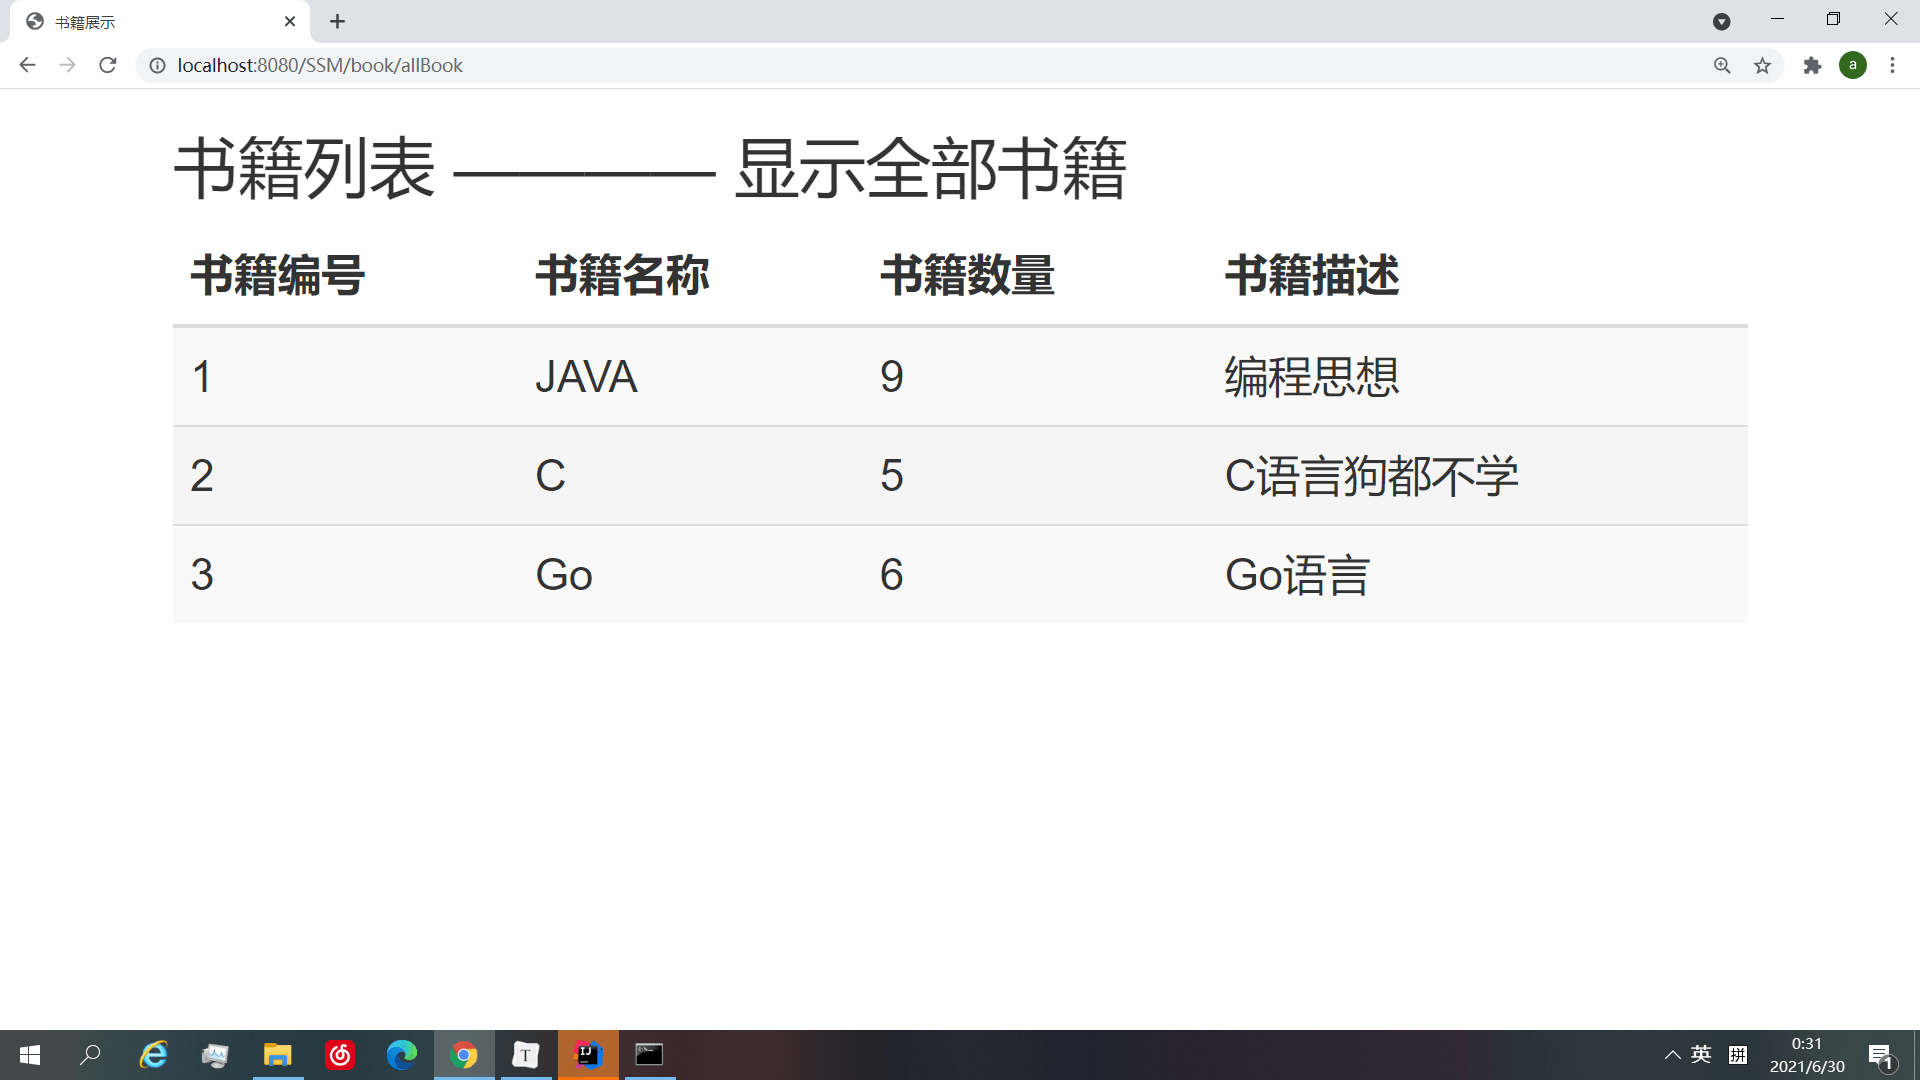 书籍展示
localhost:8080/SSM/book/allBook
a
书籍列表 ———— 显示全部书籍
书籍编号 书籍名称 书籍数量 书籍描述
1 JAVA 9 编程思想
2 C 5 C语言狗都不学
3 Go 6 Go语言
T
IJ
英
拼
0:31
2021/6/30
1